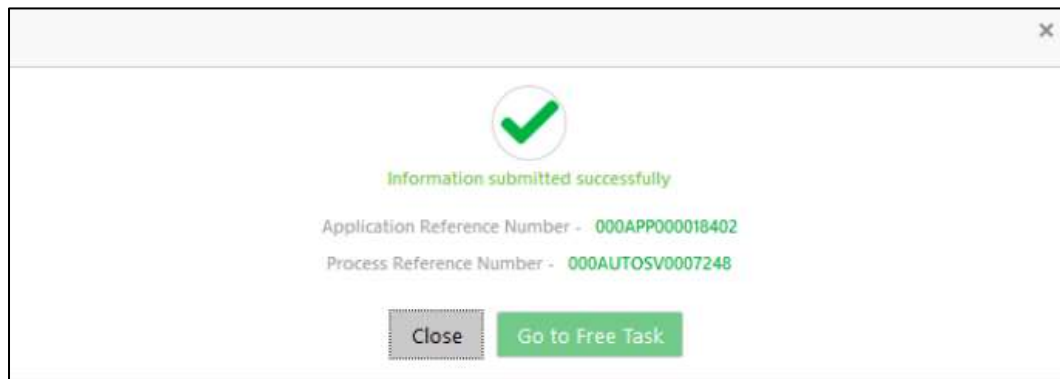 ×
Information submitted successfully
Application Reference Number - 000APP000018402
Process Reference Number - 000AUTOSV0007248
Close Go to Free Task